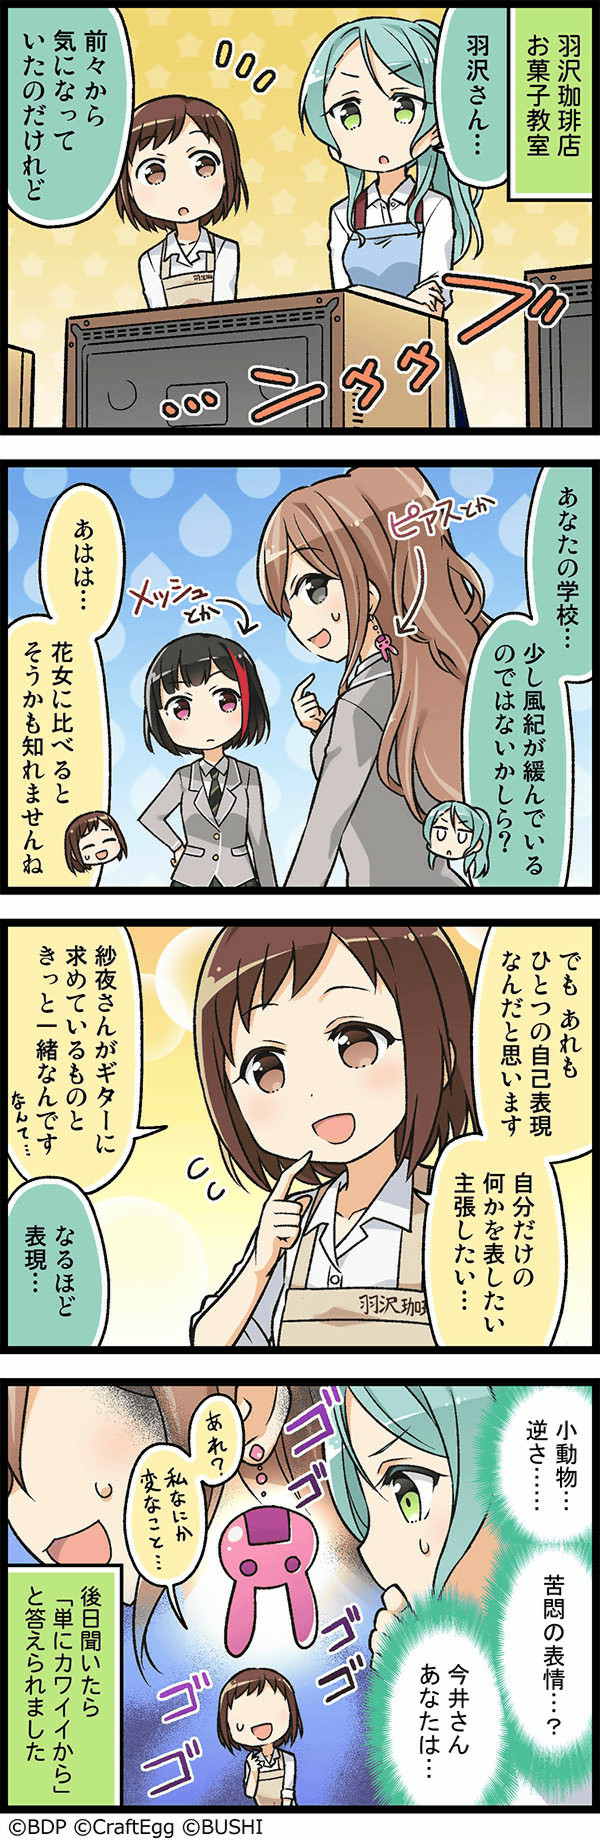 羽沢珈琲店
お菓子教室
羽沢さん…
前々から
気になって
いたのだけれど
ブゥゥゥン…
あなたの学校…
少し風紀が緩んでいる
のではないかしら?
ピアスとか
メッシュ
とか
あはは…
花女に比べると
そうかも知れませんね
でも あれも
ひとつの自己表現
なんだと思います
自分だけの
何かを表したい
主張したい…
紗夜さんがギターに
求めているものと
きっと一緒なんです
なんて…
羽沢珈琲
なるほど
表現…
小動物…
逆さ……
苦悶の表情…?
今井さん
あなたは…
ゴゴゴ
あれ?
私なにか
変なこと…
ゴゴゴゴ
後日聞いたら
「単にカワイイから」
と答えられました
©BDP ©CraftEgg ©BUSHI